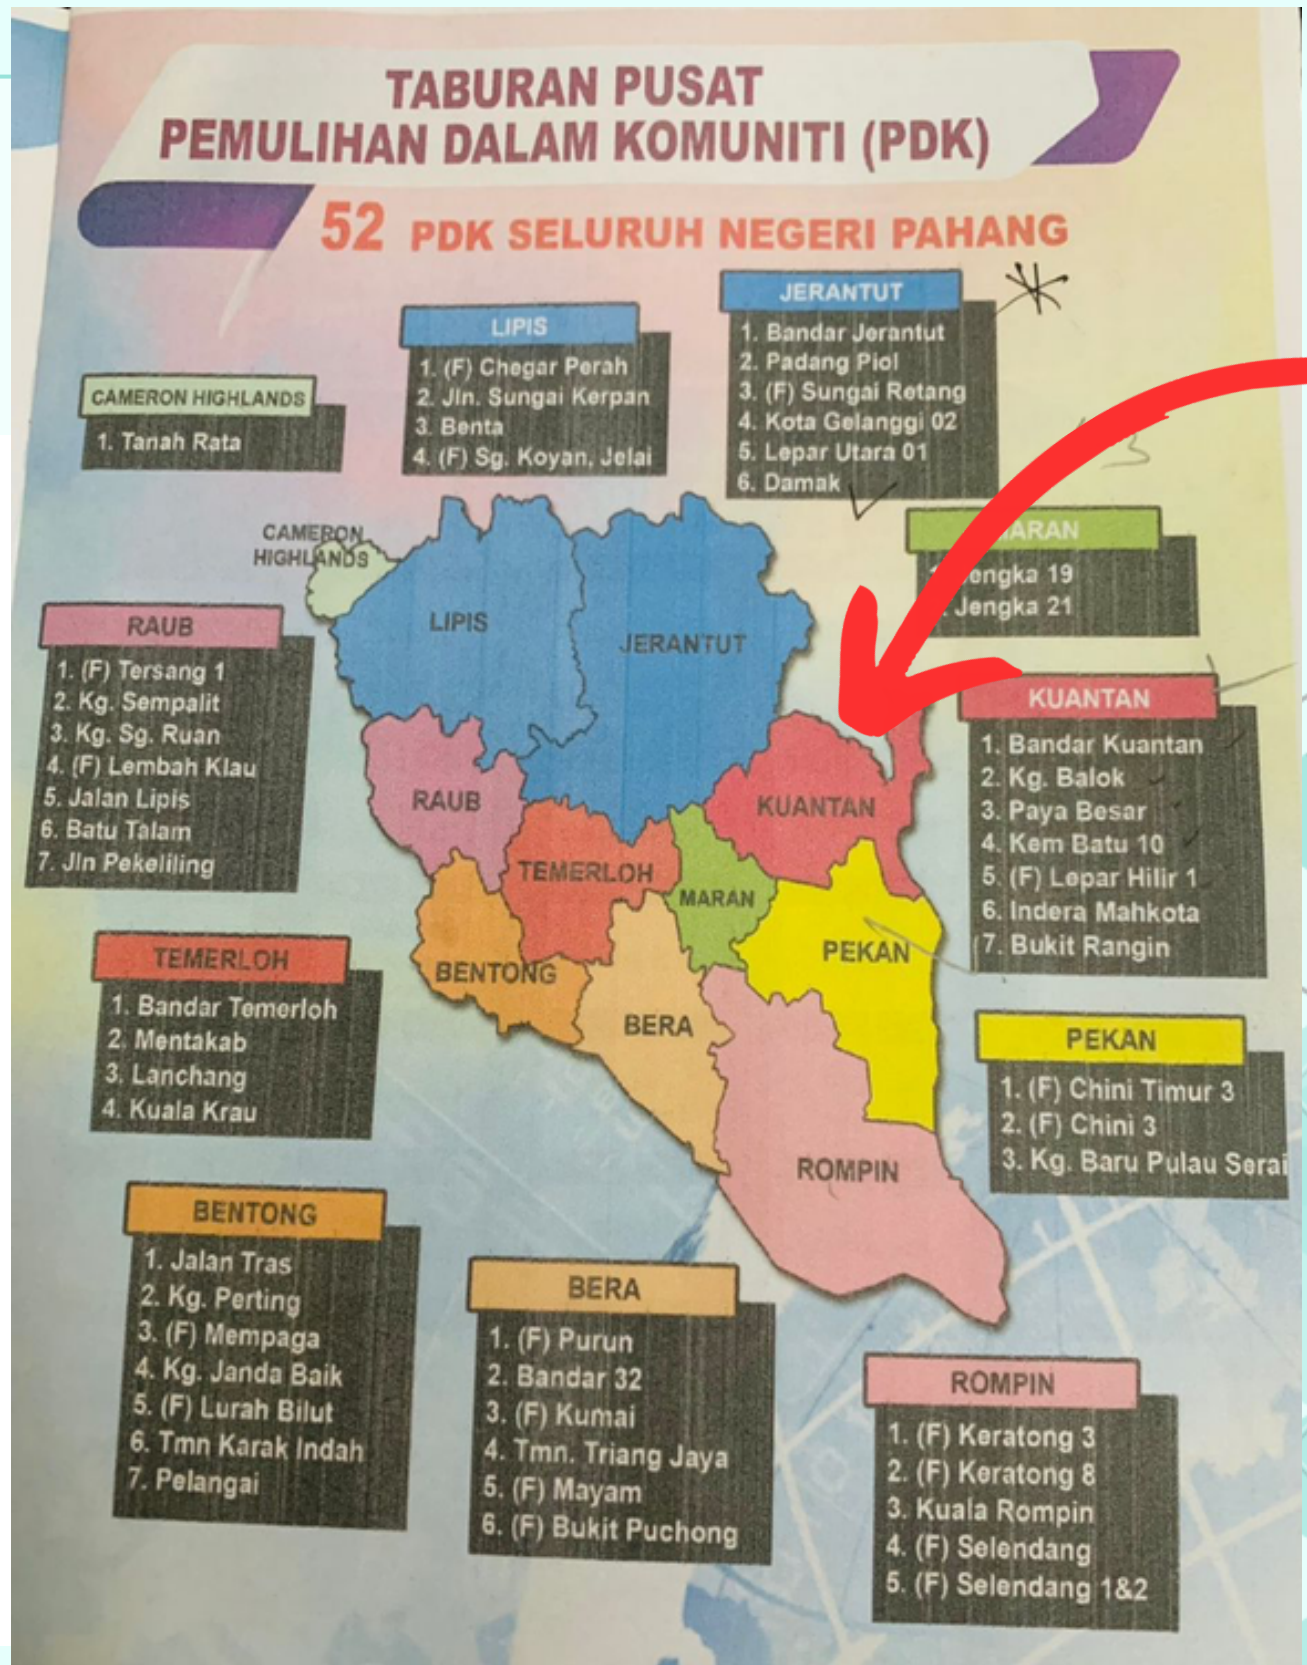 TABURAN PUSAT
PEMULIHAN DALAM KOMUNITI (PDK)
52 PDK SELURUH NEGERI PAHANG
JERANTUT
1. Bandar Jerantut
2. Padang Piol
3. (F) Sungai Retang
4. Kota Gelanggi 02
5. Lepar Utara 01
6. Damak
LIPIS
1. (F) Chegar Perah
2. Jln. Sungai Kerpan
3. Benta
4. (F) Sg. Koyan, Jelai
CAMERON HIGHLANDS
1. Tanah Rata
MARAN
Jengka 19
Jengka 21
CAMERON
HIGHLANDS
LIPIS
JERANTUT
RAUB
KUANTAN
TEMERLOH
MARAN
PEKAN
BENTONG
BERA
ROMPIN
RAUB
1. (F) Tersang 1
2. Kg. Sempalit
3. Kg. Sg. Ruan
4. (F) Lembah Klau
5. Jalan Lipis
6. Batu Talam
7. Jln Pekeliling
KUANTAN
1. Bandar Kuantan
2. Kg. Balok
3. Paya Besar
4. Kem Batu 10
5. (F) Lepar Hilir 1
6. Indera Mahkota
7. Bukit Rangin
TEMERLOH
1. Bandar Temerloh
2. Mentakab
3. Lanchang
4. Kuala Krau
PEKAN
1. (F) Chini Timur 3
2. (F) Chini 3
3. Kg. Baru Pulau Serai
BENTONG
1. Jalan Tras
2. Kg. Perting
3. (F) Mempaga
4. Kg. Janda Baik
5. (F) Lurah Bilut
6. Tmn Karak Indah
7. Pelangai
BERA
1. (F) Purun
2. Bandar 32
3. (F) Kumai
4. Tmn. Triang Jaya
5. (F) Mayam
6. (F) Bukit Puchong
ROMPIN
1. (F) Keratong 3
2. (F) Keratong 8
3. Kuala Rompin
4. (F) Selendang
5. (F) Selendang 1&2